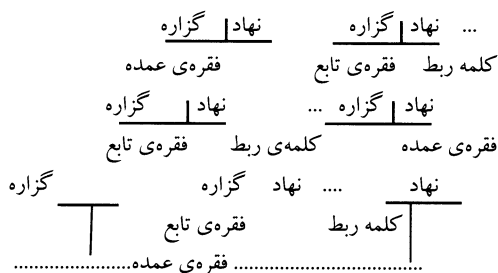 ... نهاد گزاره نهاد گزاره
کلمه ربط فقره‌ی تابع فقره‌ی عمده
نهاد گزاره ... نهاد گزاره
فقره‌ی عمده کلمه‌ی ربط فقره‌ی تابع
نهاد .... نهاد گزاره گزاره
کلمه ربط فقره‌ی تابع
................................. فقره‌ی عمده .....................